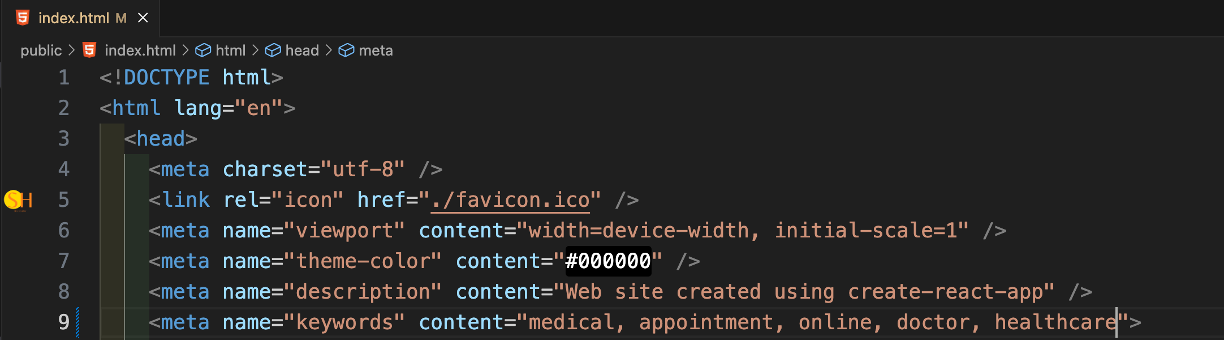 index.html M ×
public > index.html > html > head > meta
1 <!DOCTYPE html>
2 <html lang="en">
3 <head>
4 <meta charset="utf-8" />
SH 5 <link rel="icon" href="./favicon.ico" />
6 <meta name="viewport" content="width=device-width, initial-scale=1" />
7 <meta name="theme-color" content="#000000" />
8 <meta name="description" content="Web site created using create-react-app" />
9 <meta name="keywords" content="medical, appointment, online, doctor, healthcare">